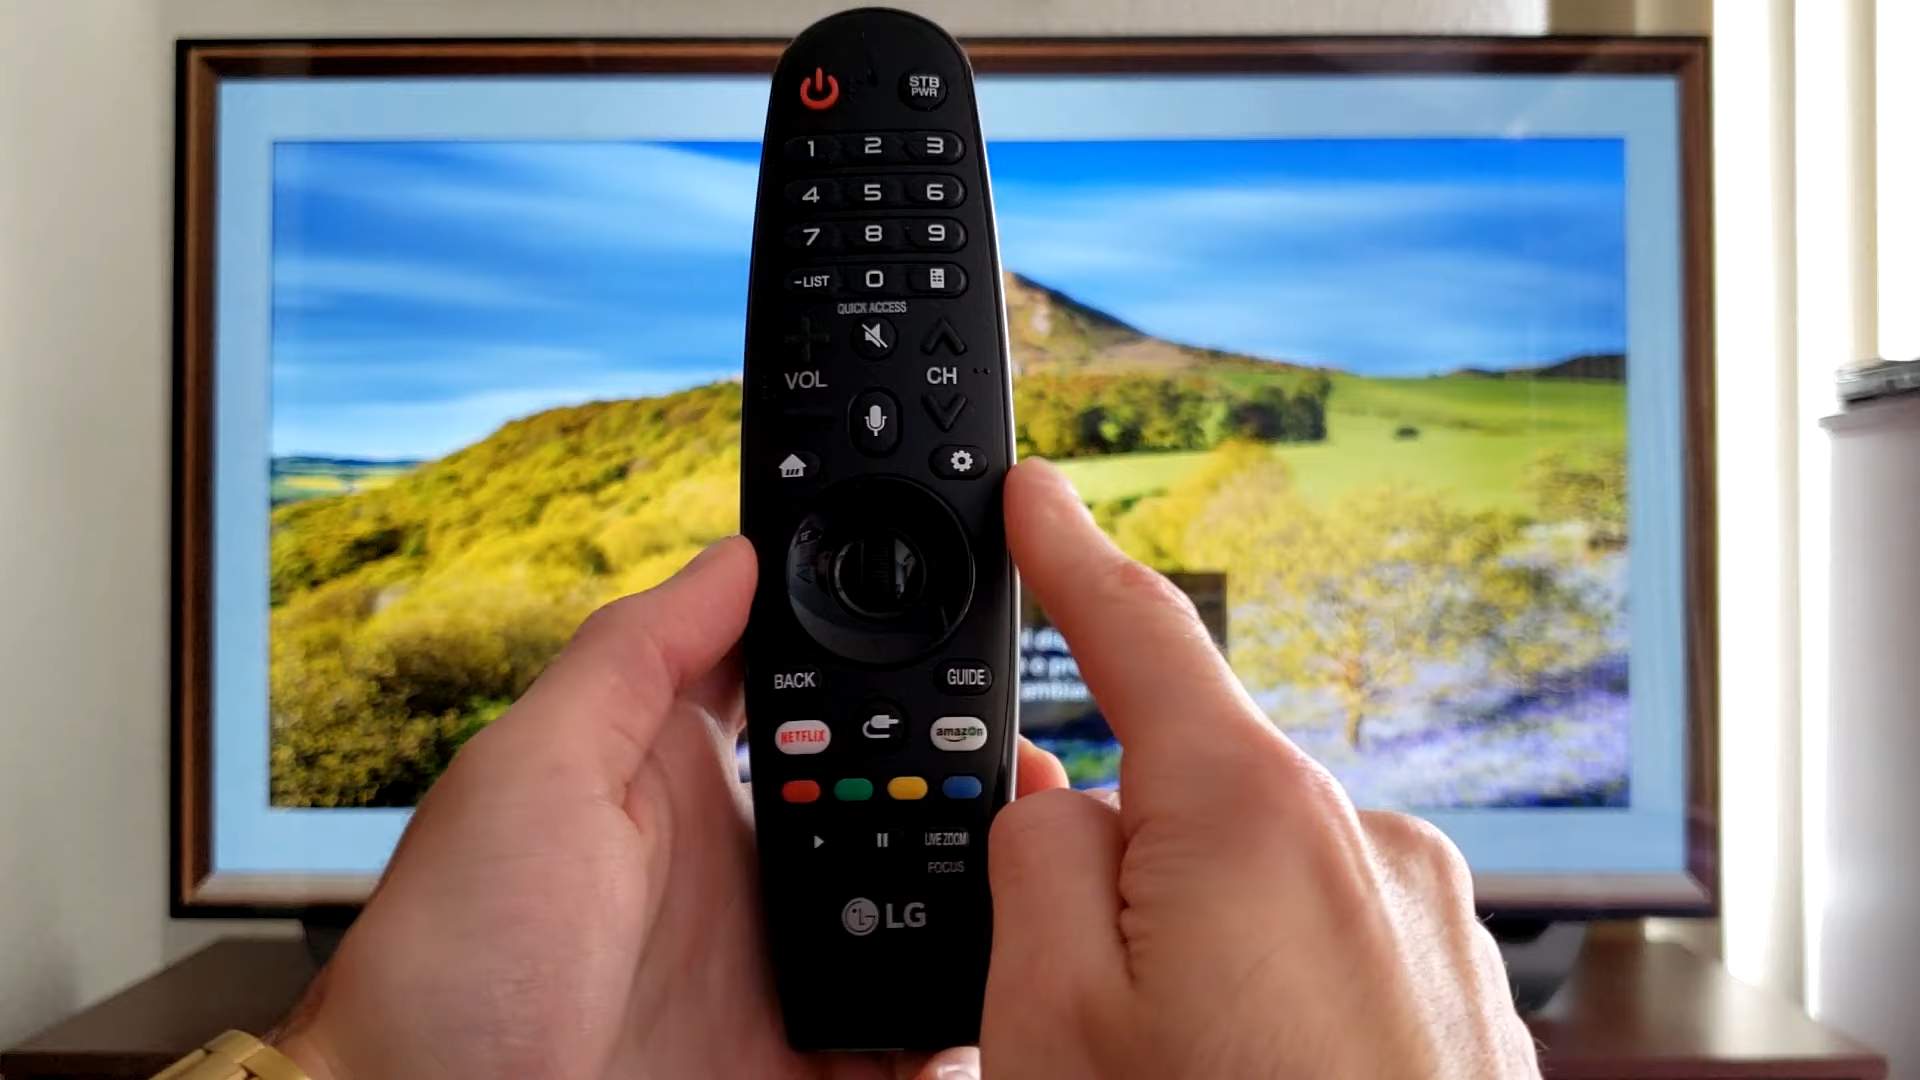 STB
PWR
1 2 3
4 5 6
7 8 9
-LIST 0
QUICK ACCESS
VOL
CH
BACK
GUIDE
NETFLIX
amazon
LIVE ZOOM
FOCUS
LG